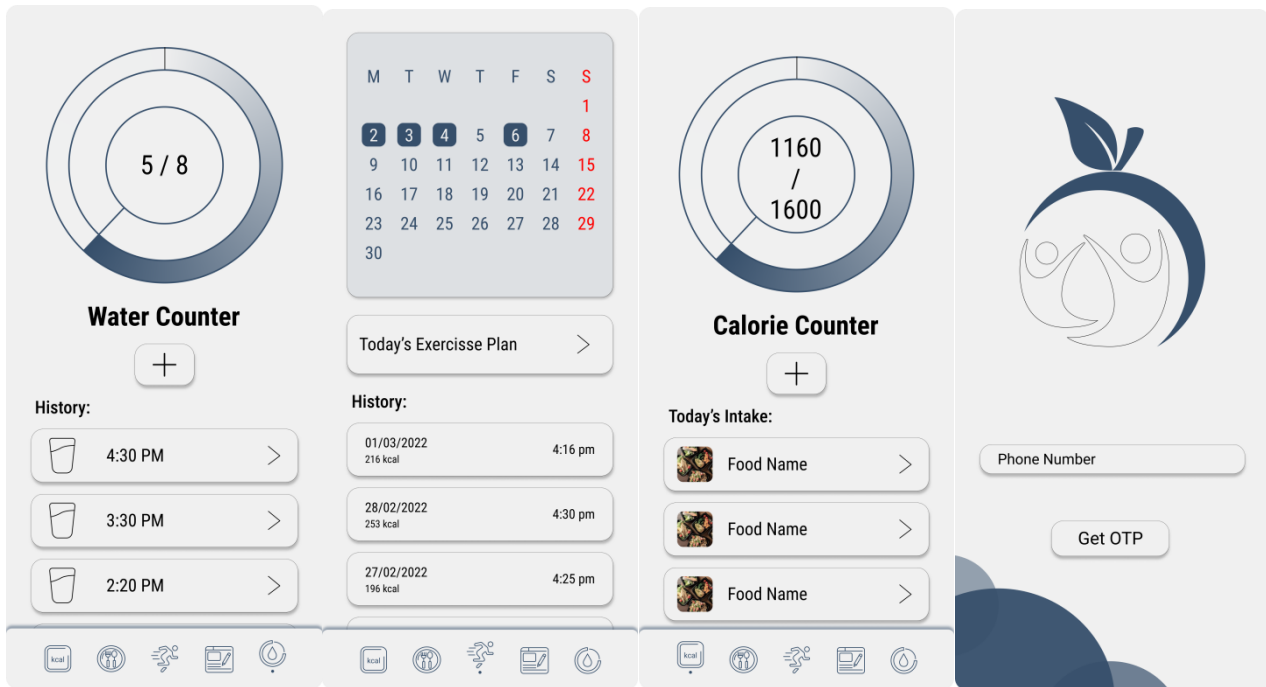 5 / 8
Water Counter
History:
4:30 PM
3:30 PM
2:20 PM
kcal
M T W T F S S
1
2 3 4 5 6 7 8
9 10 11 12 13 14 15
16 17 18 19 20 21 22
23 24 25 26 27 28 29
30
Today's Exercisse Plan
History:
01/03/2022
216 kcal
4:16 pm
28/02/2022
253 kcal
4:30 pm
27/02/2022
196 kcal
4:25 pm
kcal
1160
/
1600
Calorie Counter
Today's Intake:
Food Name
Food Name
Food Name
kcal
Phone Number
Get OTP